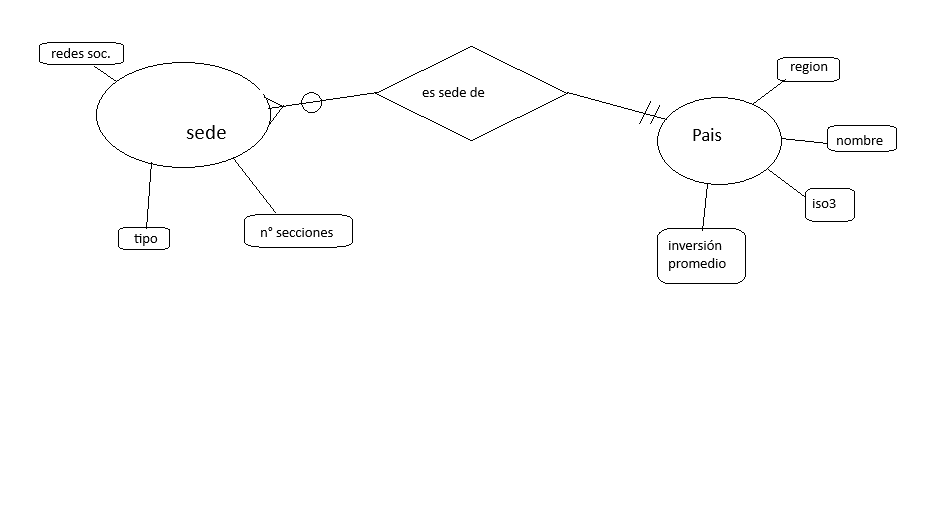 redes soc.
sede
tipo
n° secciones
es sede de
Pais
region
nombre
iso3
inversión
promedio